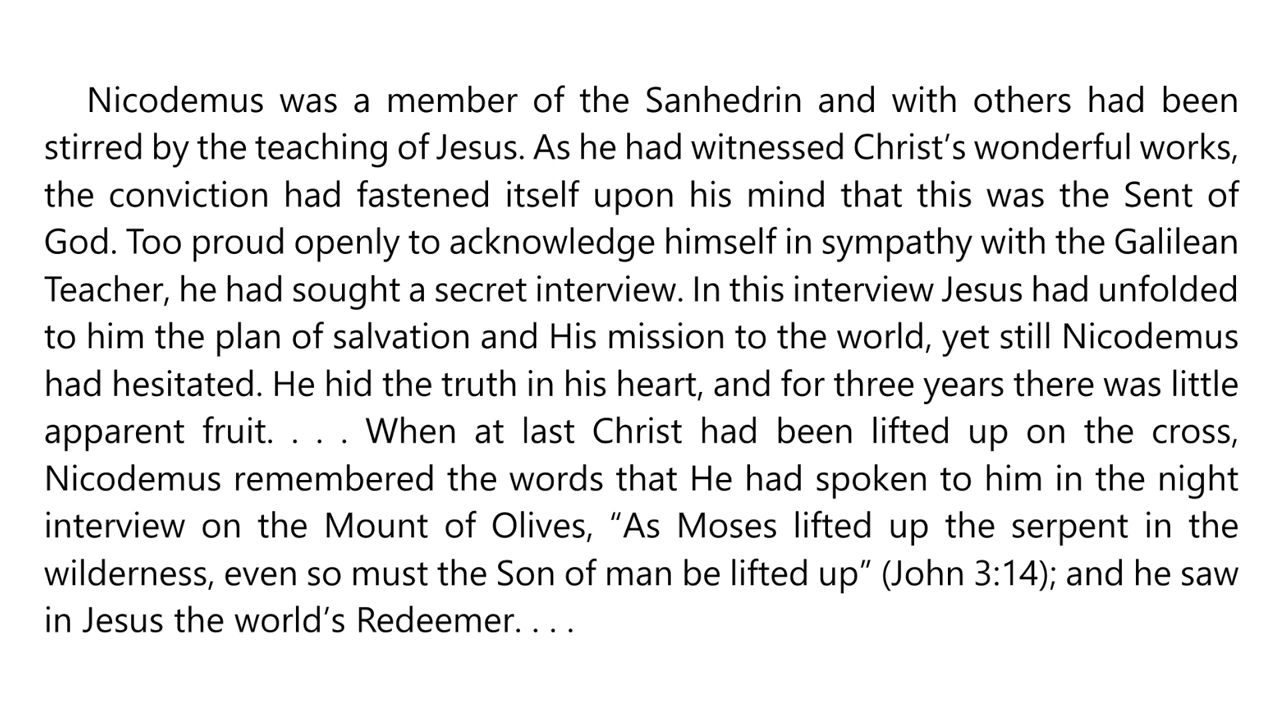 Nicodemus was a member of the Sanhedrin and with others had been
stirred by the teaching of Jesus. As he had witnessed Christ’s wonderful works,
the conviction had fastened itself upon his mind that this was the Sent of
God. Too proud openly to acknowledge himself in sympathy with the Galilean
Teacher, he had sought a secret interview. In this interview Jesus had unfolded
to him the plan of salvation and His mission to the world, yet still Nicodemus
had hesitated. He hid the truth in his heart, and for three years there was little
apparent fruit. . . . When at last Christ had been lifted up on the cross,
Nicodemus remembered the words that He had spoken to him in the night
interview on the Mount of Olives, “As Moses lifted up the serpent in the
wilderness, even so must the Son of man be lifted up” (John 3:14); and he saw
in Jesus the world’s Redeemer. . . .